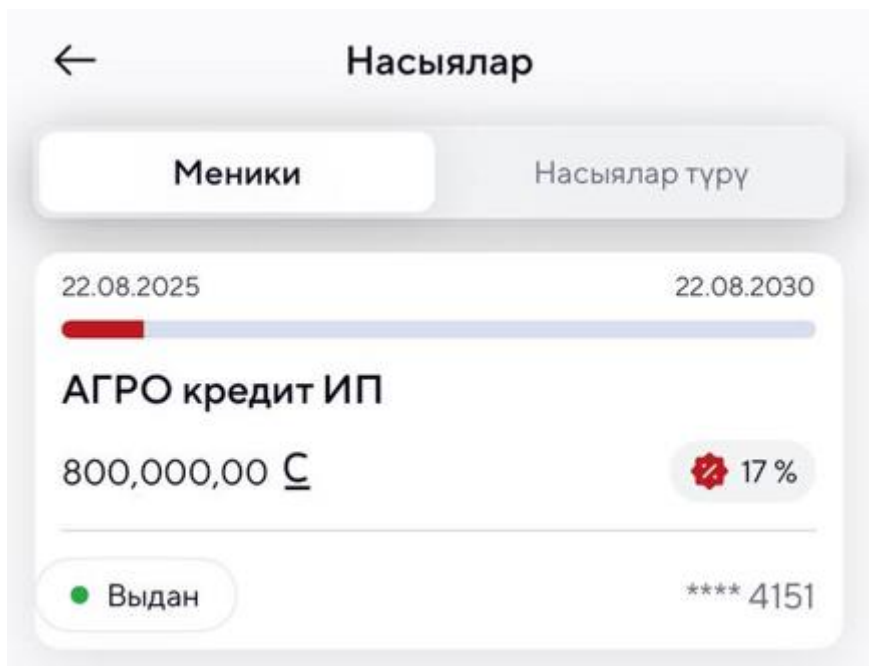 Насыялар
Меники Насыялар түрү
22.08.2025 22.08.2030
АГРО кредит ИП
800,000,00 С 17 %
Выдан **** 4151